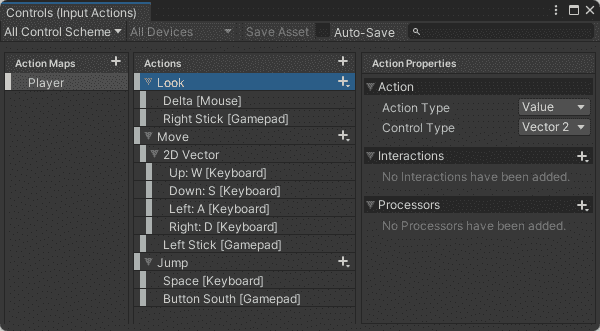 Controls (Input Actions)
All Control Scheme All Devices Save Asset Auto-Save
Action Maps
Player
Actions
Look
Delta [Mouse]
Right Stick [Gamepad]
Move
2D Vector
Up: W [Keyboard]
Down: S [Keyboard]
Left: A [Keyboard]
Right: D [Keyboard]
Left Stick [Gamepad]
Jump
Space [Keyboard]
Button South [Gamepad]
Action Properties
Action
Action Type Value
Control Type Vector 2
Interactions
No Interactions have been added.
Processors
No Processors have been added.